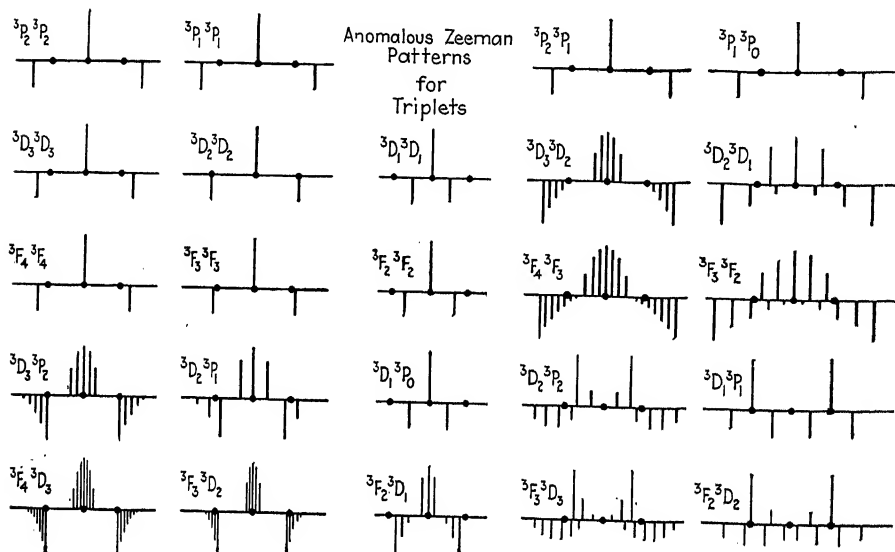 ³P₂ ³P₂
³P₁ ³P₁
Anomalous Zeeman
Patterns
for
Triplets
³P₂ ³P₁
³P₁ ³P₀
³D₃ ³D₃
³D₂ ³D₂
³D₁ ³D₁
³D₃ ³D₂
³D₂ ³D₁
³F₄ ³F₄
³F₃ ³F₃
³F₂ ³F₂
³F₄ ³F₃
³F₃ ³F₂
³D₃ ³P₂
³D₂ ³P₁
³D₁ ³P₀
³D₂ ³P₂
³D₁ ³P₁
³F₄ ³D₃
³F₃ ³D₂
³F₂ ³D₁
³F₃ ³D₃
³F₂ ³D₂